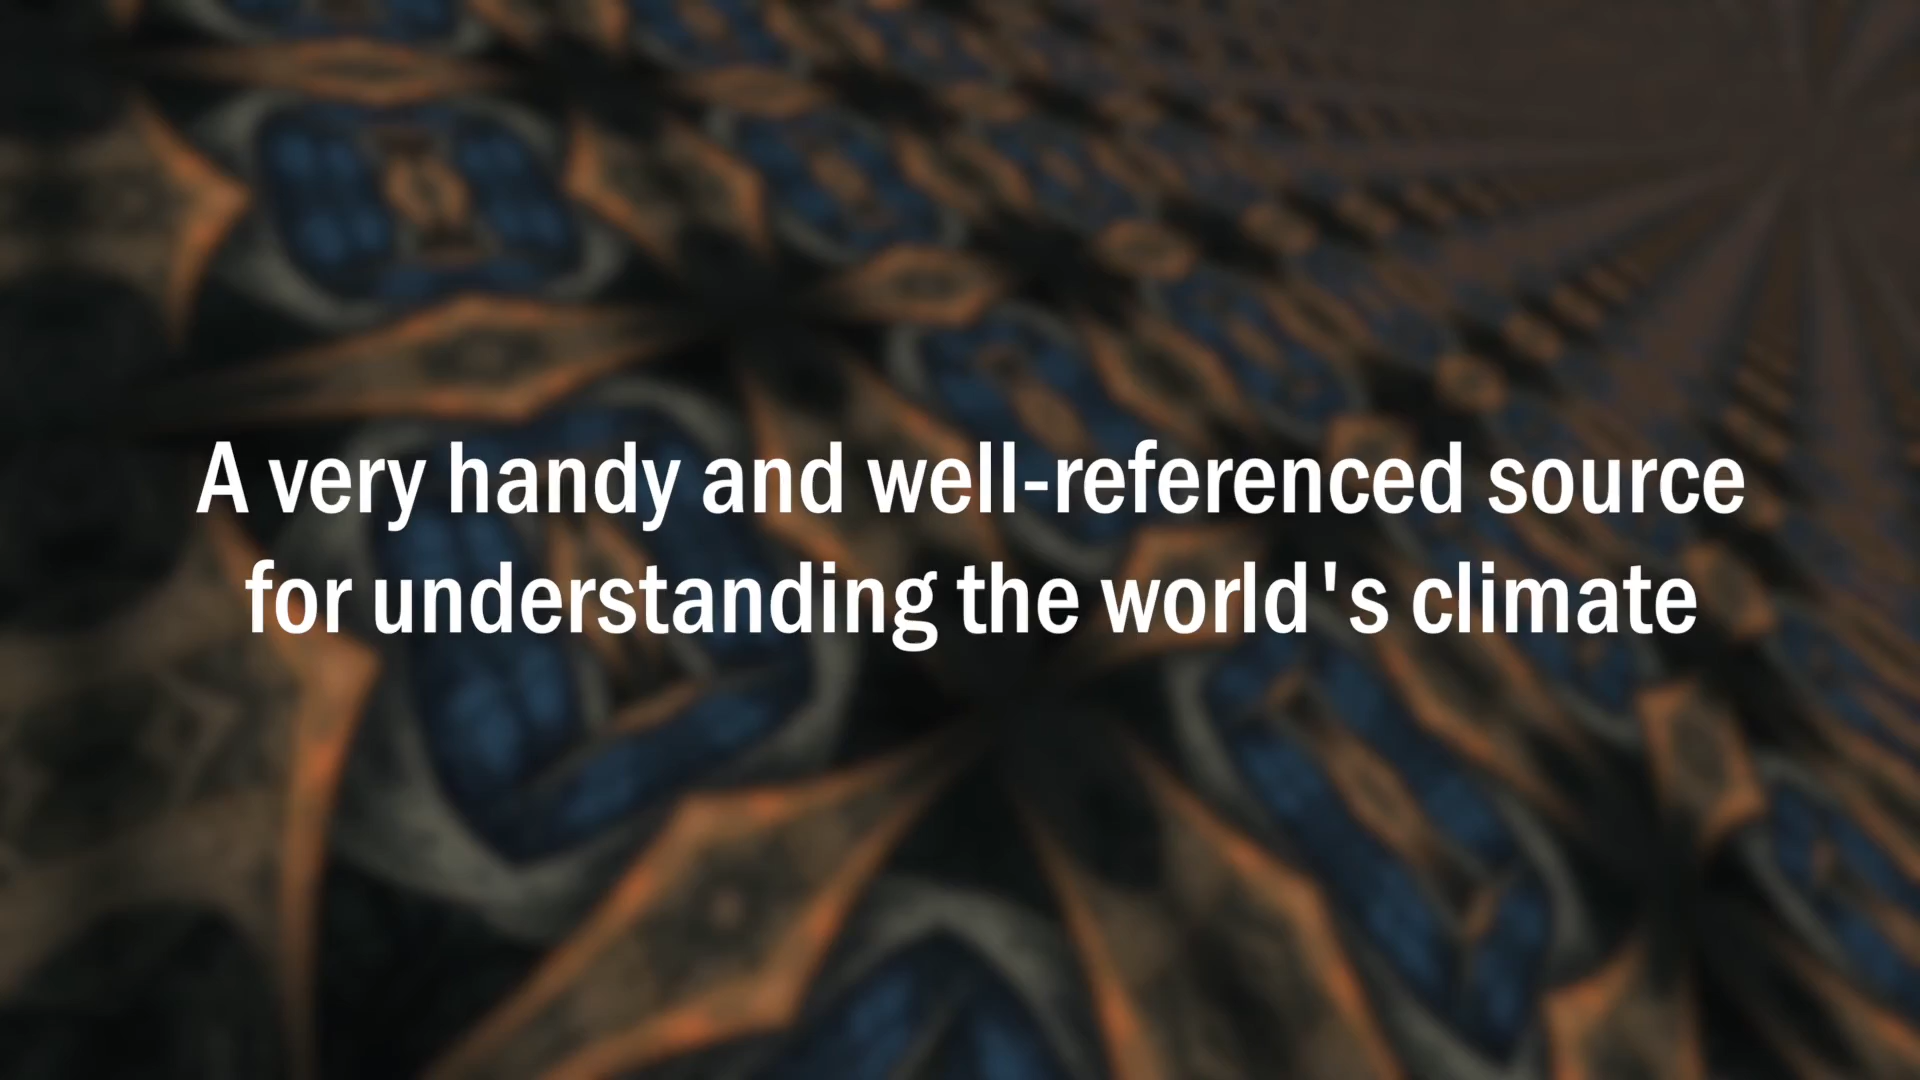 A very handy and well-referenced source
for understanding the world's climate